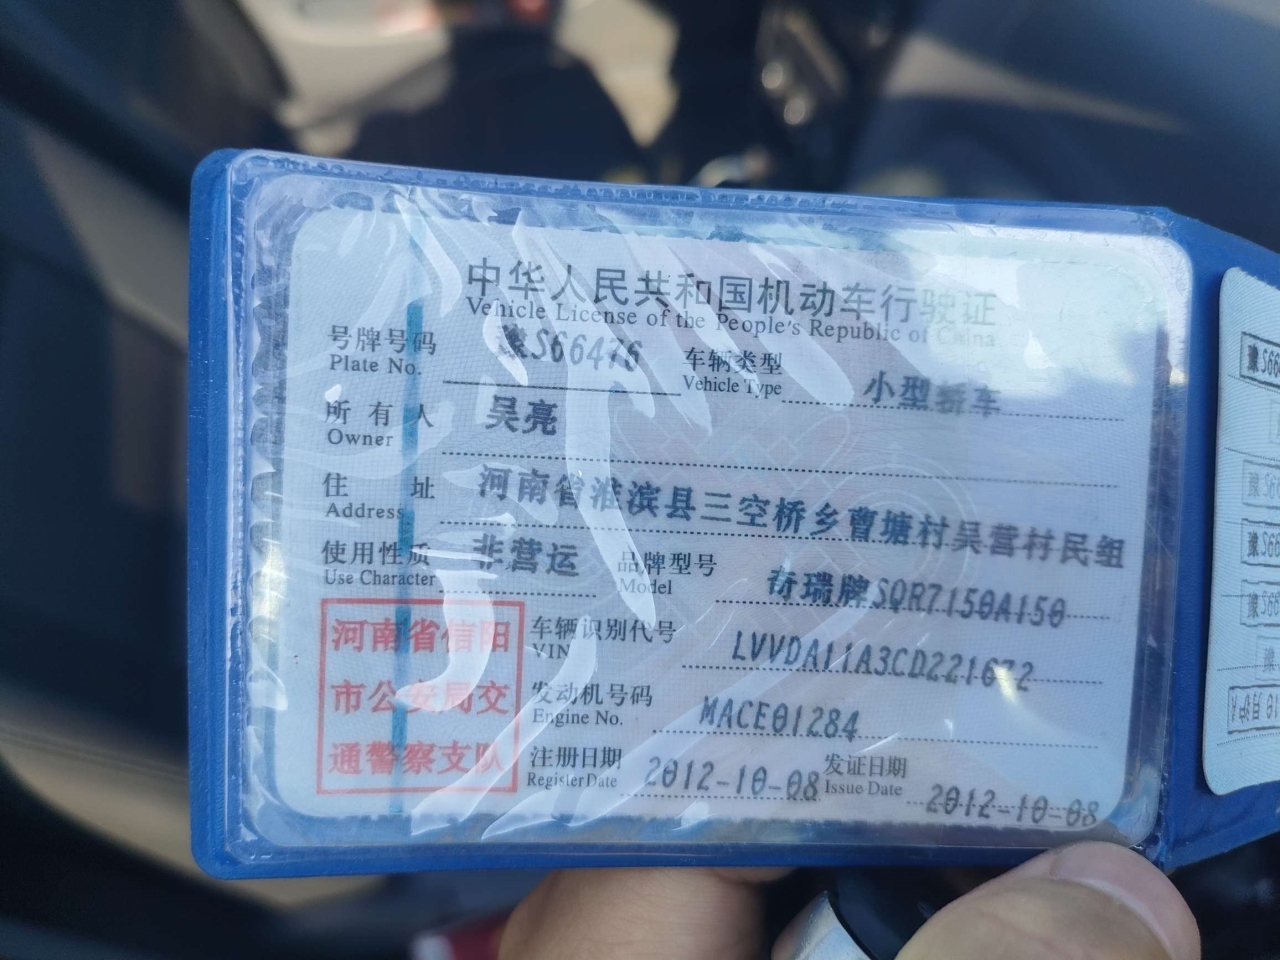 中华人民共和国机动车行驶证
Vehicle License of the People's Republic of China
号牌号码 豫S66476 车辆类型 小型轿车
Plate No. Vehicle Type
所有人 吴亮
Owner
住址 河南省淮滨县三空桥乡曹塘村吴营村民组
Address
使用性质 非营运 品牌型号 奇瑞牌SQR7150A150
Use Character Model
车辆识别代号 LVVDA11A3CD221672
VIN
发动机号码 MACE01284
Engine No.
注册日期 2012-10-08 发证日期 2012-10-08
Register Date Issue Date
河南省信阳
市公安局交
通警察支队